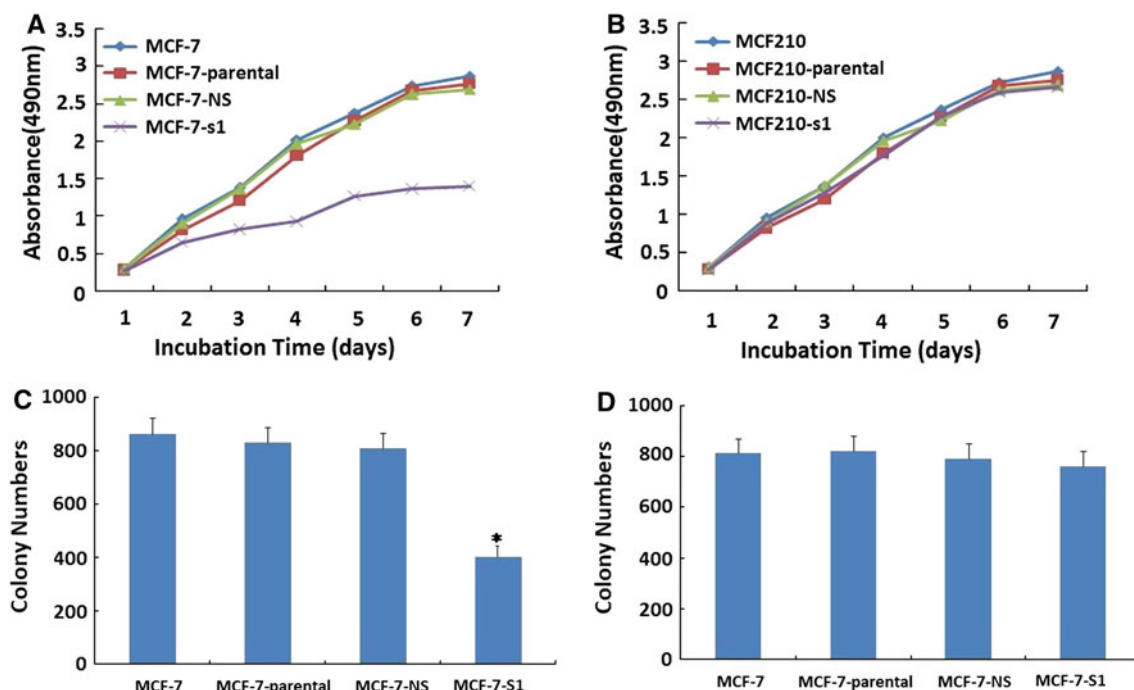 A
Absorbance(490nm)
3.5
3
2.5
2
1.5
1
0.5
0
MCF-7
MCF-7-parental
MCF-7-NS
MCF-7-s1
1 2 3 4 5 6 7
Incubation Time (days)
B
Absorbance(490nm)
3.5
3
2.5
2
1.5
1
0.5
0
MCF210
MCF210-parental
MCF210-NS
MCF210-s1
1 2 3 4 5 6 7
Incubation Time (days)
C
Colony Numbers
1000
800
600
400
200
0
*
MCF-7 MCF-7-parental MCF-7-NS MCF-7-S1
D
Colony Numbers
1000
800
600
400
200
0
MCF-7 MCF-7-parental MCF-7-NS MCF-7-S1